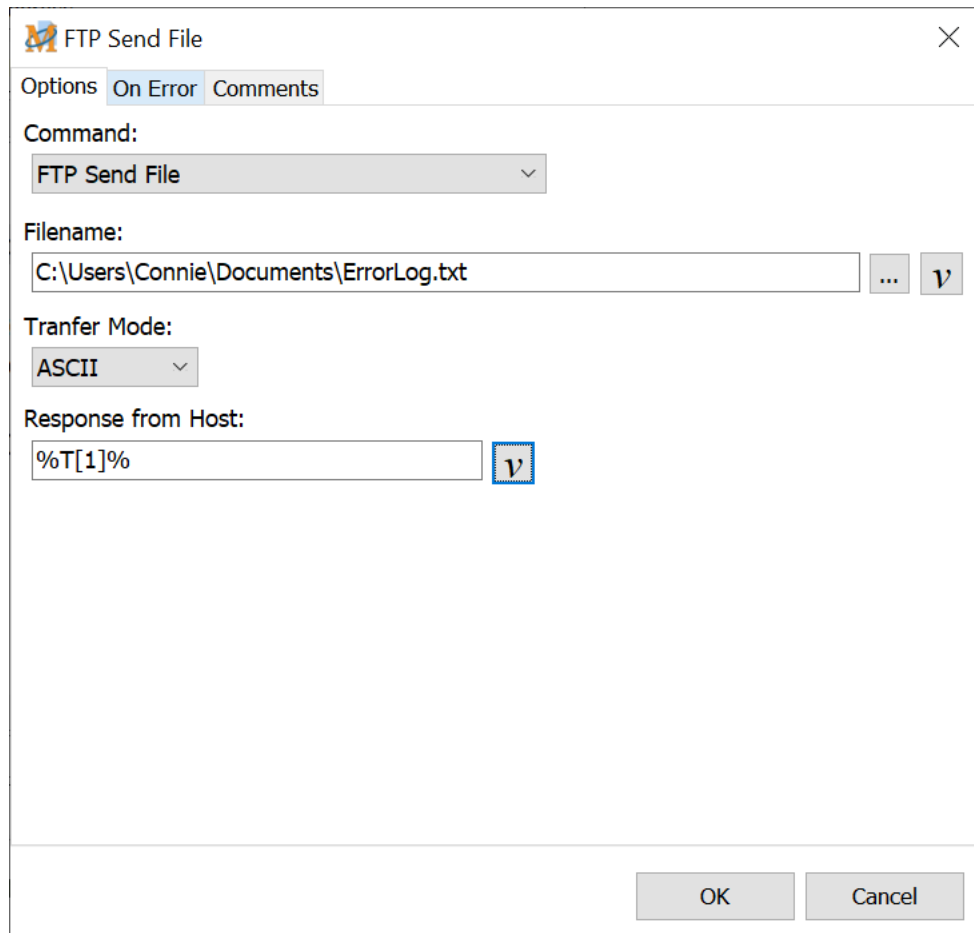 FTP Send File
Options On Error Comments
Command:
FTP Send File
Filename:
C:\Users\Connie\Documents\ErrorLog.txt ... v
Tranfer Mode:
ASCII
Response from Host:
%T[1]% v
OK Cancel